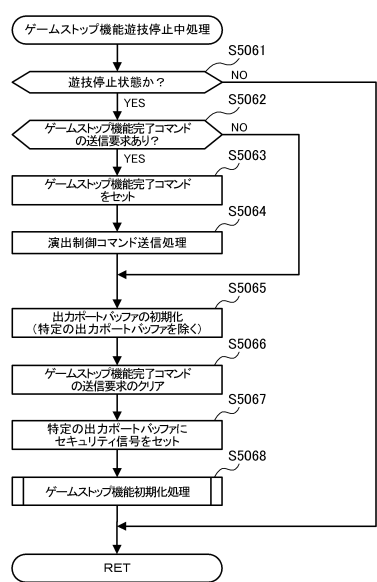 ゲームストップ機能遊技停止中処理
S5061
遊技停止状態か？
NO
YES
S5062
ゲームストップ機能完了コマンド
の送信要求あり？
NO
YES
S5063
ゲームストップ機能完了コマンド
をセット
S5064
演出制御コマンド送信処理
S5065
出力ポートバッファの初期化
（特定の出力ポートバッファを除く）
S5066
ゲームストップ機能完了コマンド
の送信要求のクリア
S5067
特定の出力ポートバッファに
セキュリティ信号をセット
S5068
ゲームストップ機能初期化処理
RET